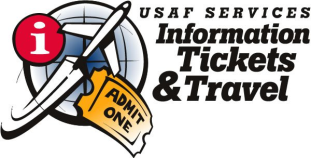 i
USAF SERVICES
Information
Tickets
& Travel
ADMIT
ONE